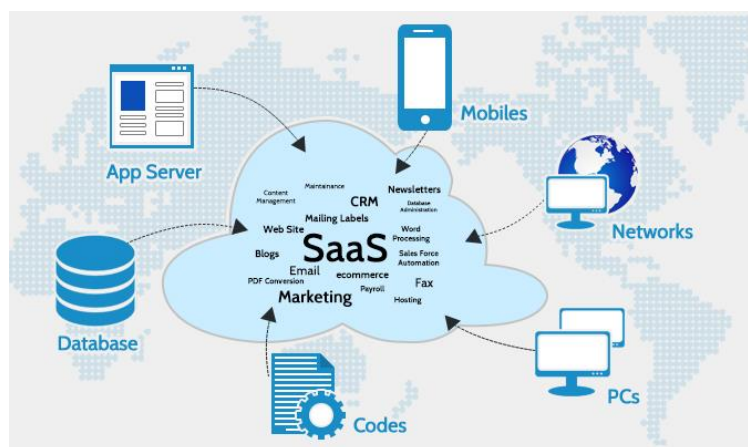 Mobiles
App Server
Networks
Database
PCs
Codes
Content
Management
Maintainance
CRM
Newsletters
Database
Administration
Mailing Labels
Web Site
Word
Processing
SaaS
Blogs
Sales Force
Automation
Email
ecommerce
PDF Conversion
Payroll
Fax
Marketing
Hosting